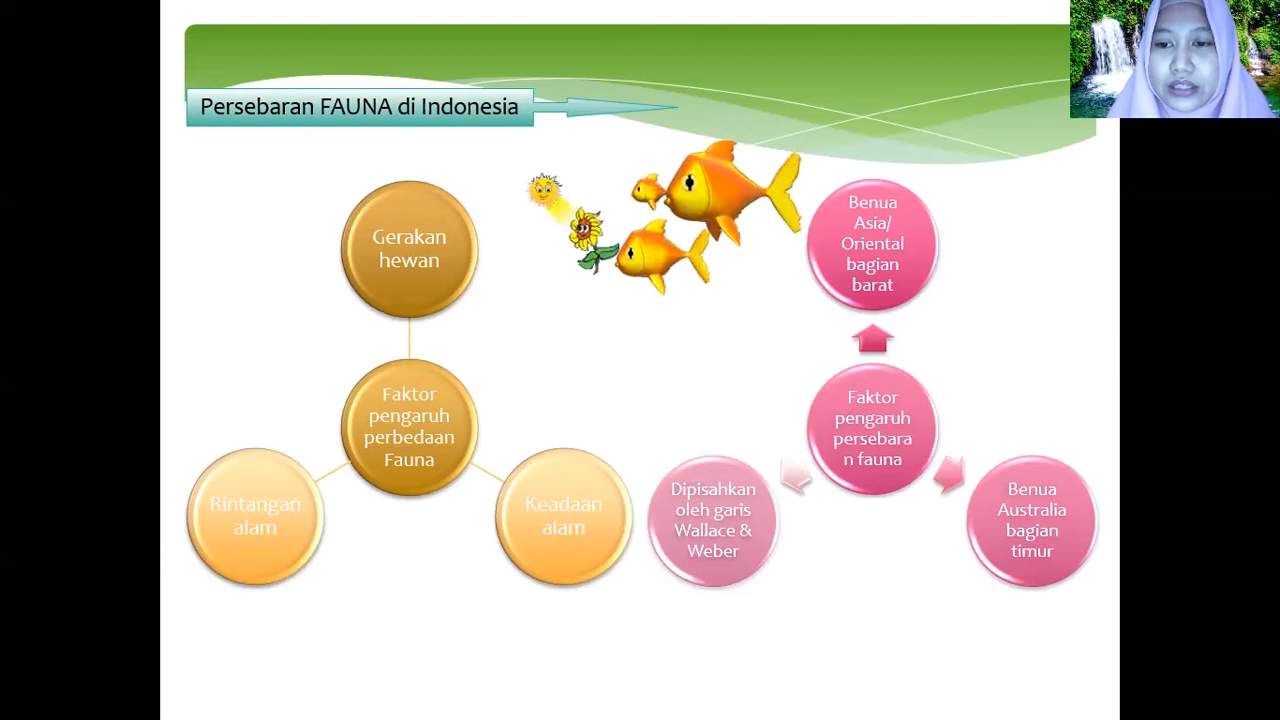 Persebaran FAUNA di Indonesia
Gerakan
hewan
Faktor
pengaruh
perbedaan
Fauna
Rintangan
alam
Keadaan
alam
Benua
Asia/
Oriental
bagian
barat
Faktor
pengaruh
persebara
n fauna
Dipisahkan
oleh garis
Wallace &
Weber
Benua
Australia
bagian
timur